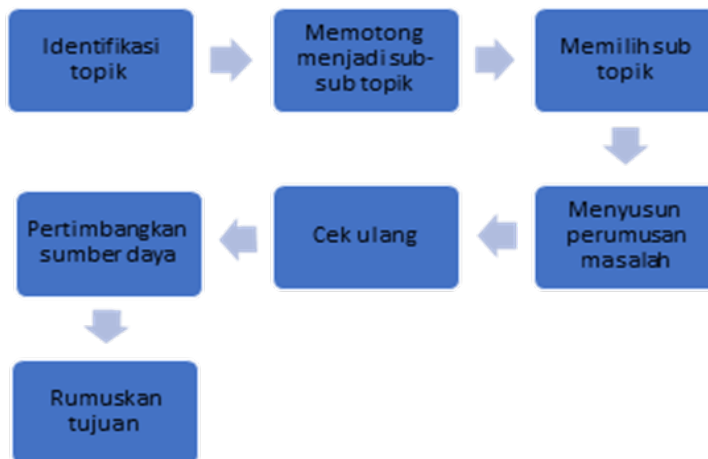 Identifikasi
topik
Memotong
menjadi sub-
sub topik
Memilih sub
topik
Menyusun
perumusan
masalah
Cek ulang
Pertimbangkan
sumber daya
Rumuskan
tujuan